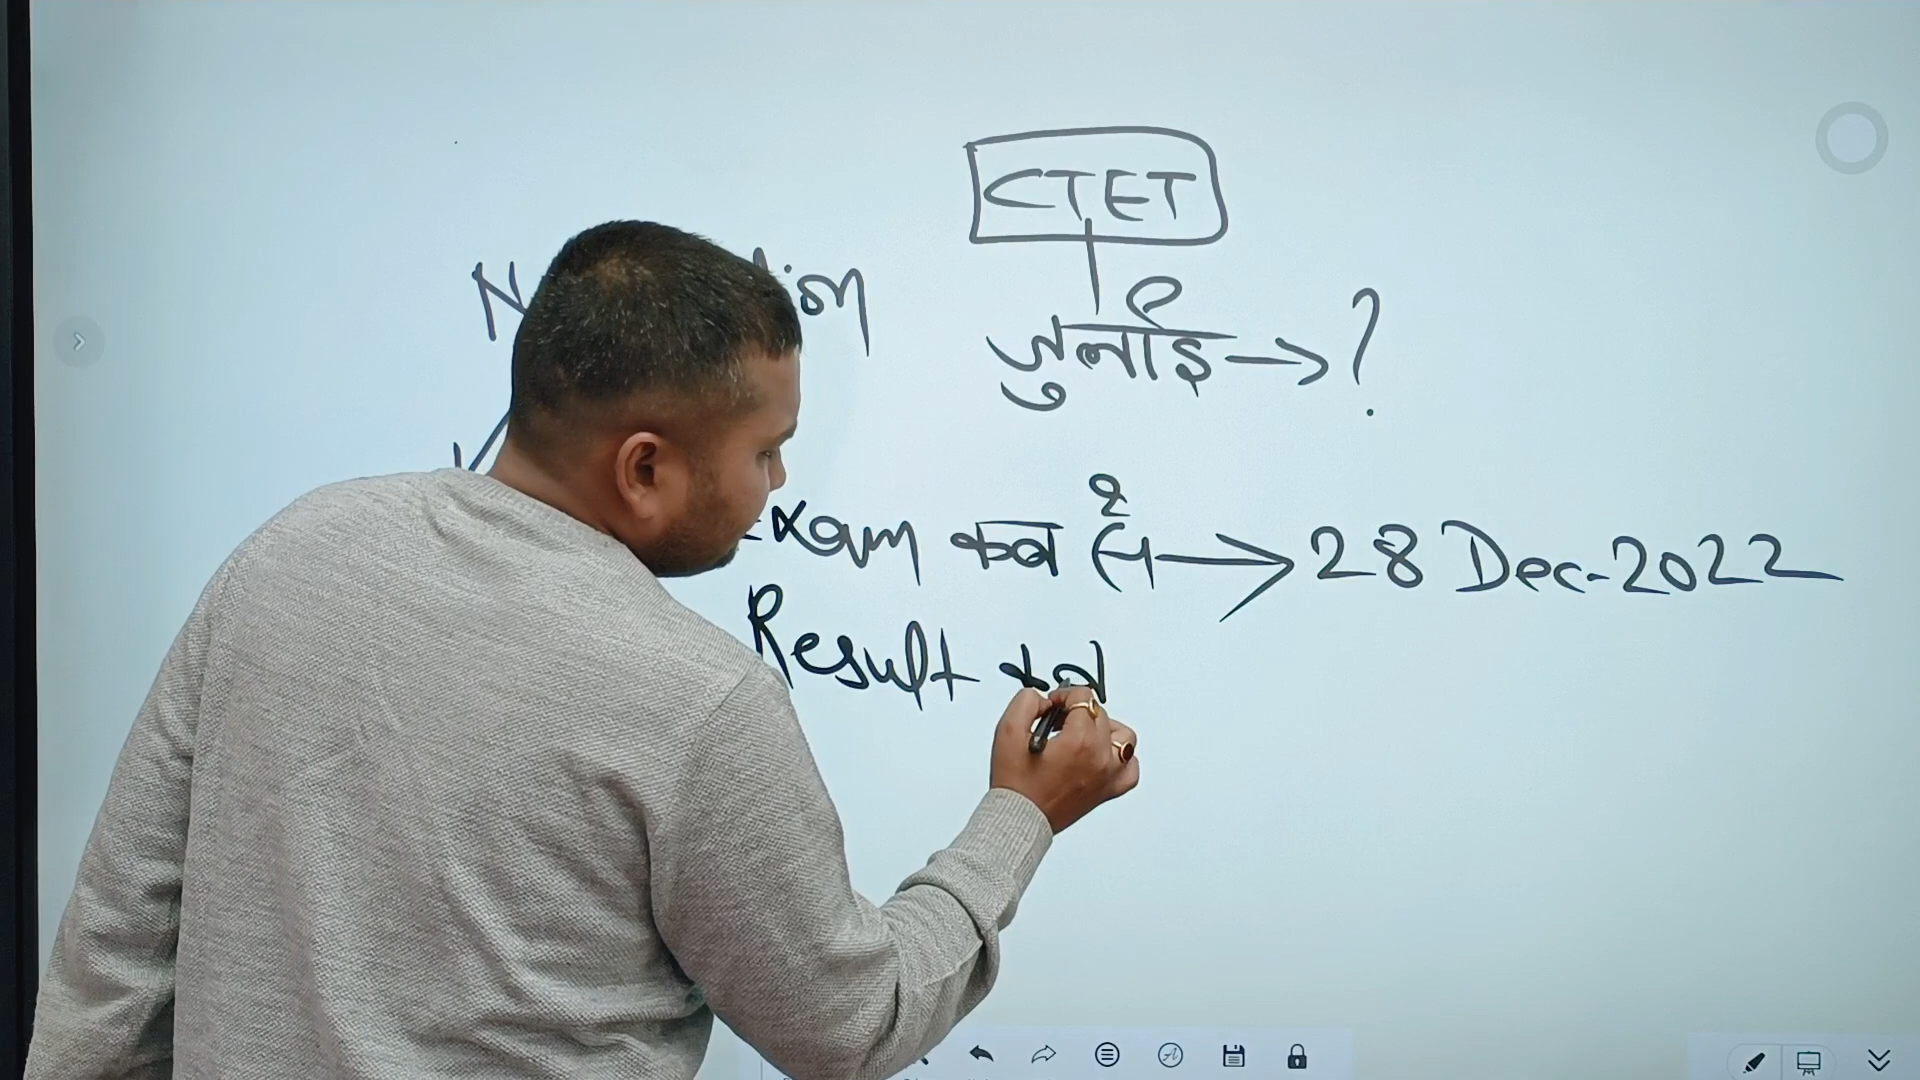 CTET
जुलाई → ?
Exam कब से → 28 Dec-2022
Result कब